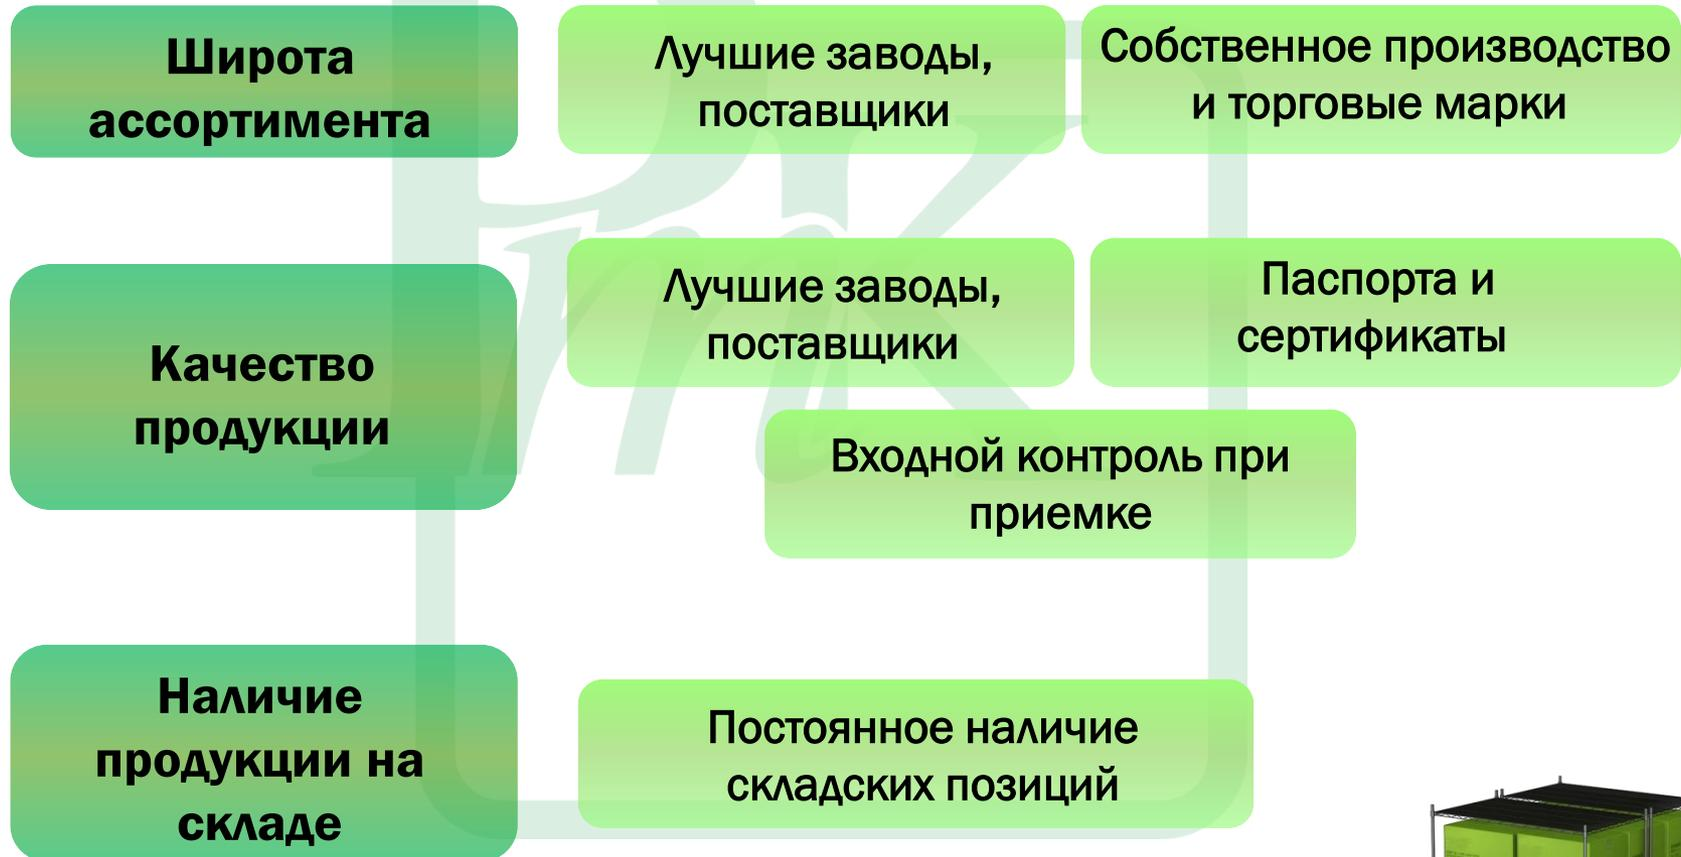 Широта
ассортимента
Лучшие заводы,
поставщики
Собственное производство
и торговые марки
Качество
продукции
Лучшие заводы,
поставщики
Паспорта и
сертификаты
Входной контроль при
приемке
Наличие
продукции на
складе
Постоянное наличие
складских позиций